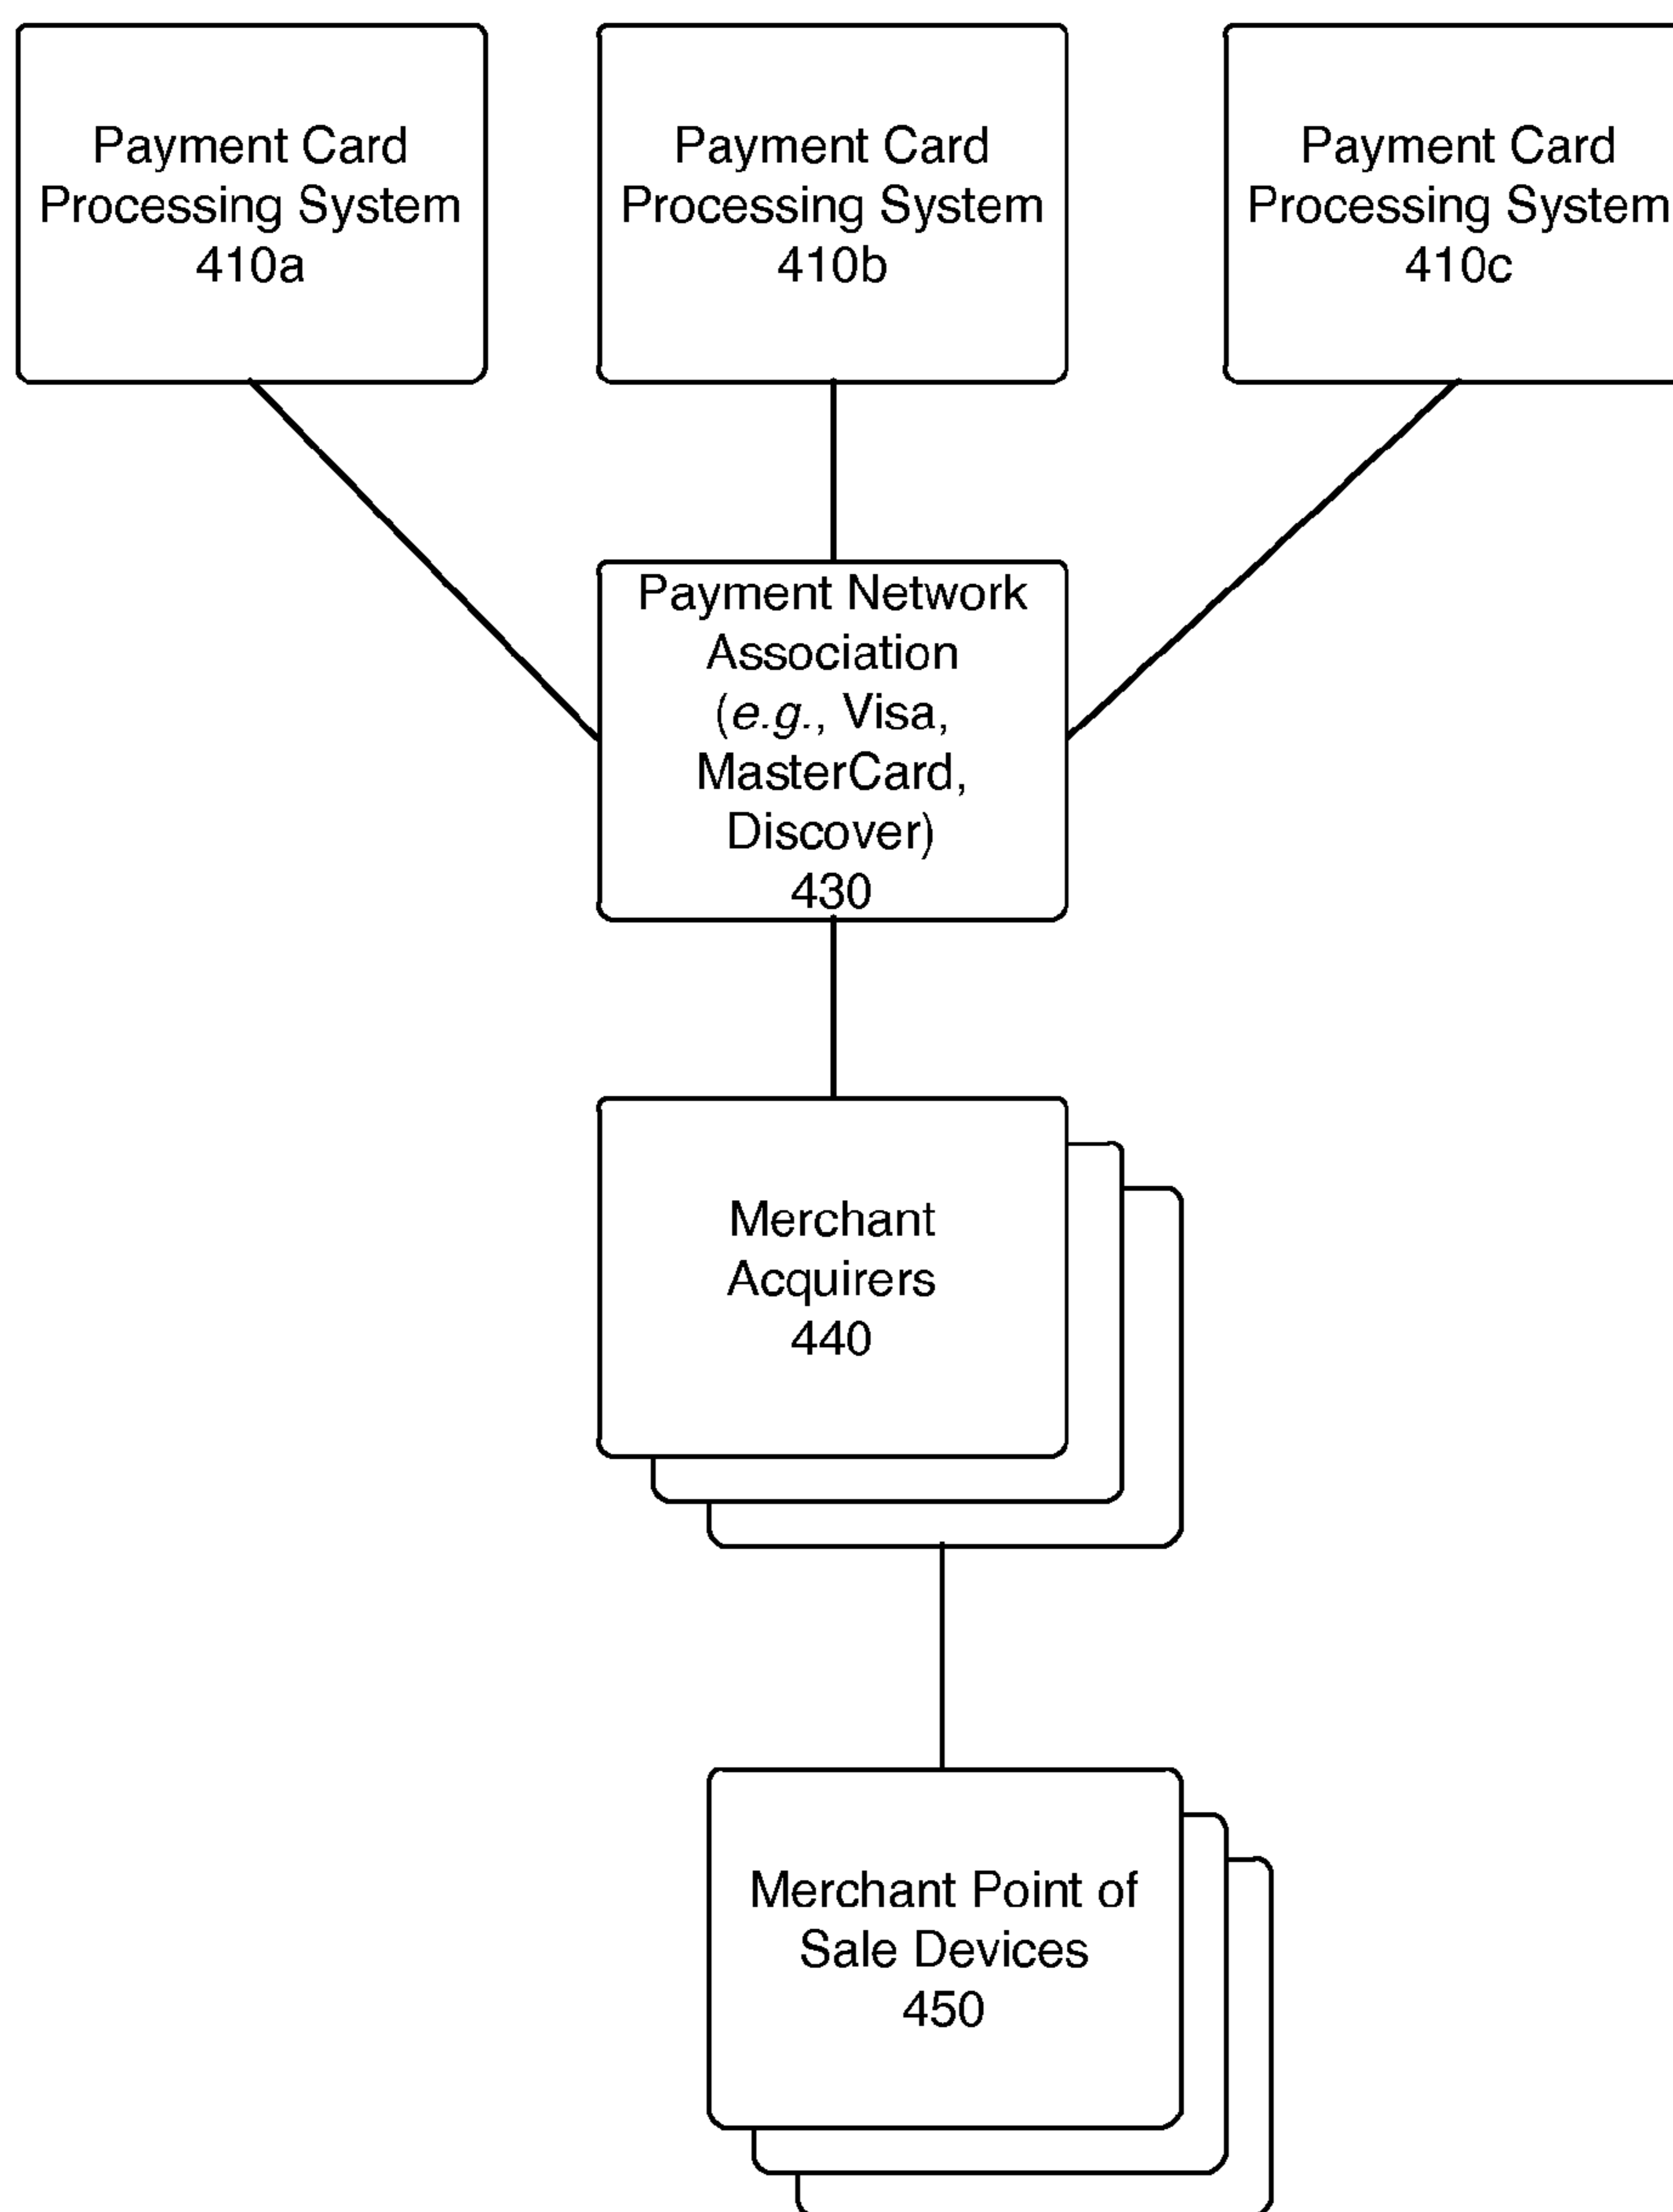 Payment Card
Processing System
410a
Payment Card
Processing System
410b
Payment Card
Processing System
410c
Payment Network
Association
(e.g., Visa,
MasterCard,
Discover)
430
Merchant
Acquirers
440
Merchant Point of
Sale Devices
450